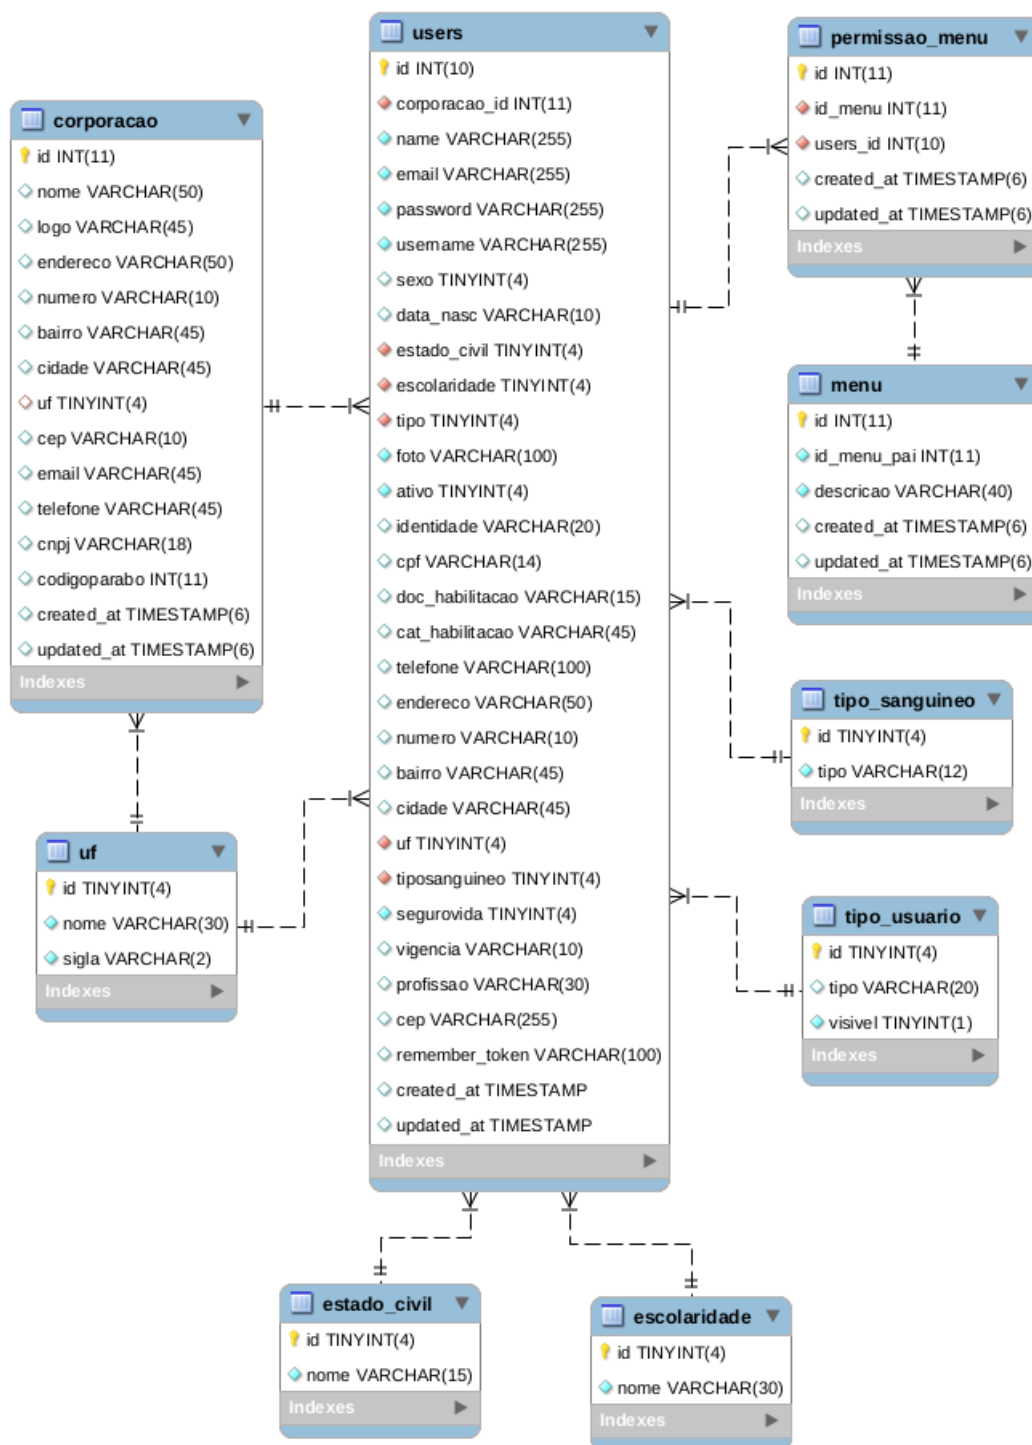 corporacao
id INT(11)
nome VARCHAR(50)
logo VARCHAR(45)
endereco VARCHAR(50)
numero VARCHAR(10)
bairro VARCHAR(45)
cidade VARCHAR(45)
uf TINYINT(4)
cep VARCHAR(10)
email VARCHAR(45)
telefone VARCHAR(45)
cnpj VARCHAR(18)
codigoparabo INT(11)
created_at TIMESTAMP(6)
updated_at TIMESTAMP(6)
Indexes
uf
id TINYINT(4)
nome VARCHAR(30)
sigla VARCHAR(2)
Indexes
users
id INT(10)
corporacao_id INT(11)
name VARCHAR(255)
email VARCHAR(255)
password VARCHAR(255)
username VARCHAR(255)
sexo TINYINT(4)
data_nasc VARCHAR(10)
estado_civil TINYINT(4)
escolaridade TINYINT(4)
tipo TINYINT(4)
foto VARCHAR(100)
ativo TINYINT(4)
identidade VARCHAR(20)
cpf VARCHAR(14)
doc_habilitacao VARCHAR(15)
cat_habilitacao VARCHAR(45)
telefone VARCHAR(100)
endereco VARCHAR(50)
numero VARCHAR(10)
bairro VARCHAR(45)
cidade VARCHAR(45)
uf TINYINT(4)
tiposanguineo TINYINT(4)
segurovida TINYINT(4)
vigencia VARCHAR(10)
profissao VARCHAR(30)
cep VARCHAR(255)
remember_token VARCHAR(100)
created_at TIMESTAMP
updated_at TIMESTAMP
Indexes
permissao_menu
id INT(11)
id_menu INT(11)
users_id INT(10)
created_at TIMESTAMP(6)
updated_at TIMESTAMP(6)
Indexes
menu
id INT(11)
id_menu_pai INT(11)
descricao VARCHAR(40)
created_at TIMESTAMP(6)
updated_at TIMESTAMP(6)
Indexes
tipo_sanguineo
id TINYINT(4)
tipo VARCHAR(12)
Indexes
tipo_usuario
id TINYINT(4)
tipo VARCHAR(20)
visivel TINYINT(1)
Indexes
estado_civil
id TINYINT(4)
nome VARCHAR(15)
Indexes
escolaridade
id TINYINT(4)
nome VARCHAR(30)
Indexes